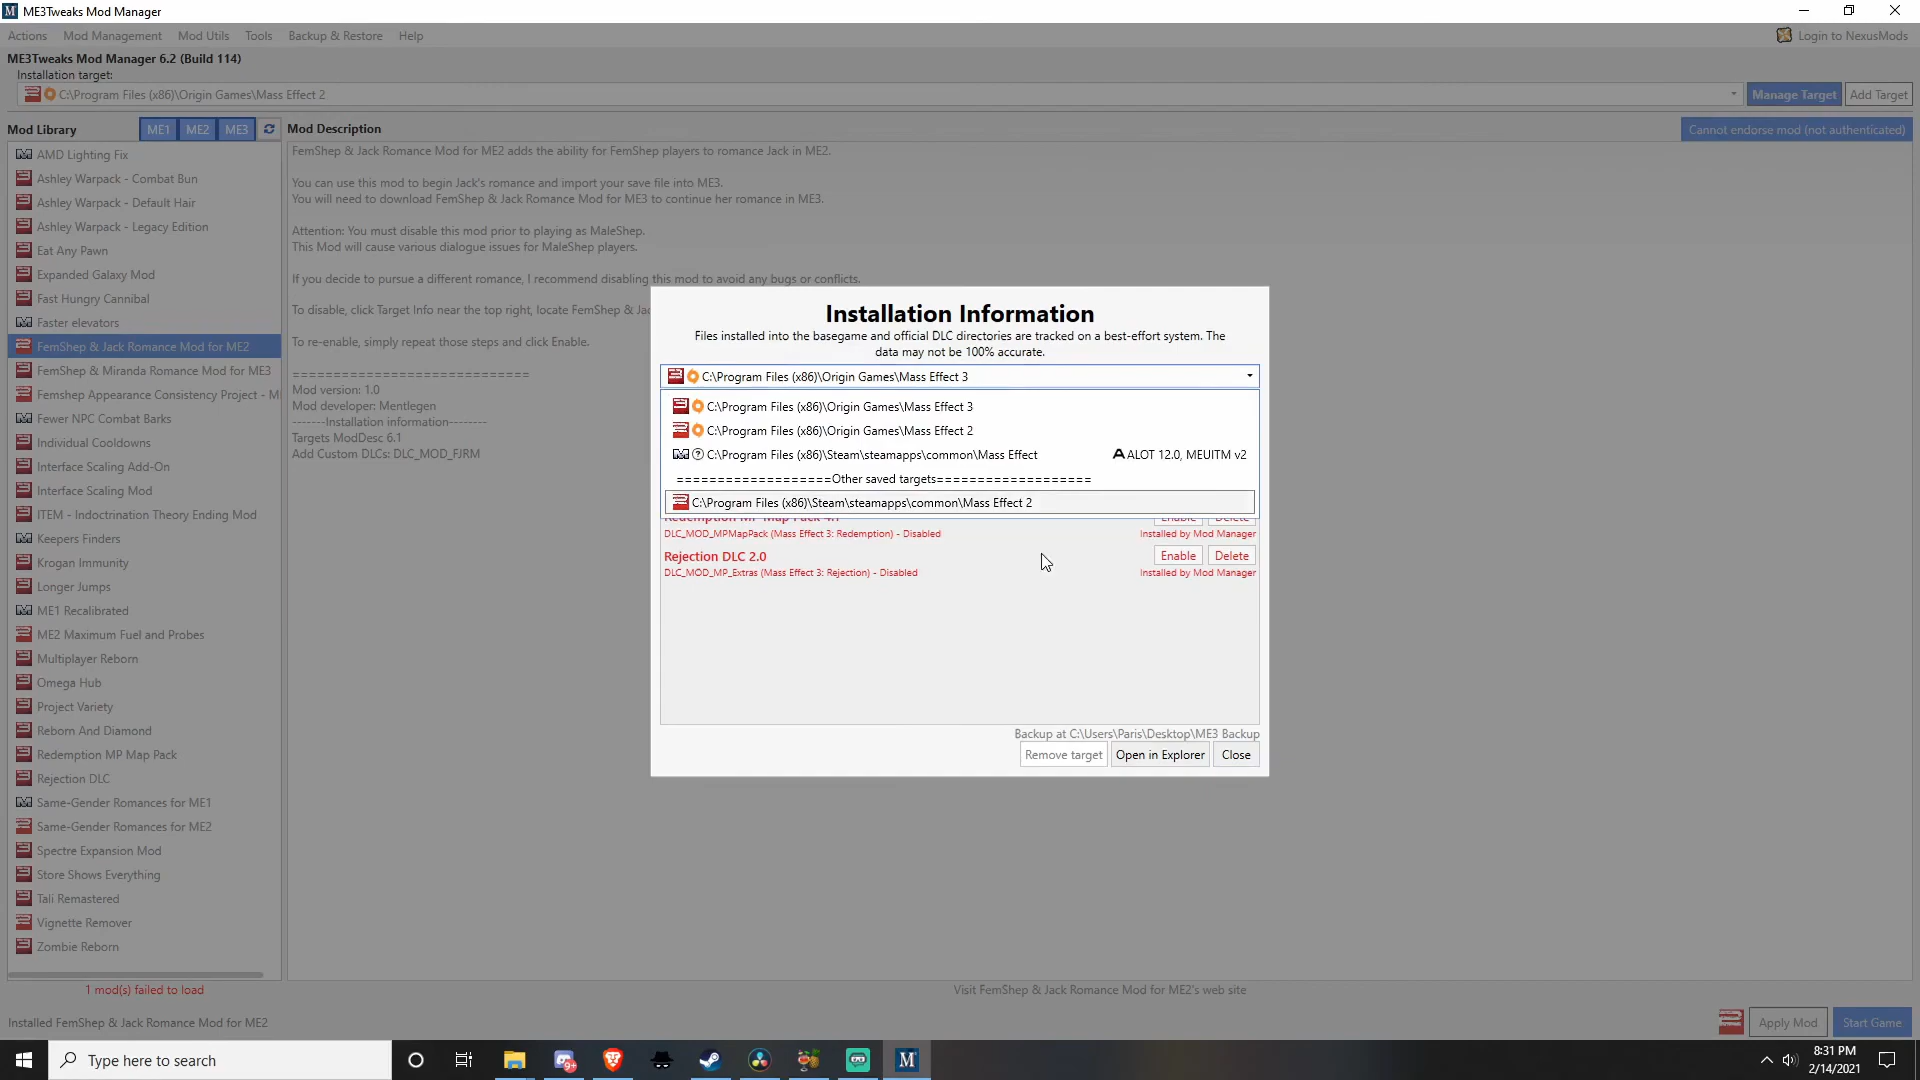 ME3Tweaks Mod Manager
Actions Mod Management Mod Utils Tools Backup & Restore Help
Login to NexusMods
ME3Tweaks Mod Manager 6.2 (Build 114)
Installation target:
C:\Program Files (x86)\Origin Games\Mass Effect 2
Manage Target
Add Target
Mod Library
ME1
ME2
ME3
Mod Description
Cannot endorse mod (not authenticated)
AMD Lighting Fix
Ashley Warpack - Combat Bun
Ashley Warpack - Default Hair
Ashley Warpack - Legacy Edition
Eat Any Pawn
Expanded Galaxy Mod
Fast Hungry Cannibal
Faster elevators
FemShep & Jack Romance Mod for ME2
FemShep & Miranda Romance Mod for ME3
Femshep Appearance Consistency Project - M
Fewer NPC Combat Barks
Individual Cooldowns
Interface Scaling Add-On
Interface Scaling Mod
ITEM - Indoctrination Theory Ending Mod
Keepers Finders
Krogan Immunity
Longer Jumps
ME1 Recalibrated
ME2 Maximum Fuel and Probes
Multiplayer Reborn
Omega Hub
Project Variety
Reborn And Diamond
Redemption MP Map Pack
Rejection DLC
Same-Gender Romances for ME1
Same-Gender Romances for ME2
Spectre Expansion Mod
Store Shows Everything
Tali Remastered
Vignette Remover
Zombie Reborn
1 mod(s) failed to load
Installed FemShep & Jack Romance Mod for ME2
FemShep & Jack Romance Mod for ME2 adds the ability for FemShep players to romance Jack in ME2.
You can use this mod to begin Jack's romance and import your save file into ME3.
You will need to download FemShep & Jack Romance Mod for ME3 to continue her romance in ME3.
Attention: You must disable this mod prior to playing as MaleShep.
This Mod will cause various dialogue issues for MaleShep players.
If you decide to pursue a different romance, I recommend disabling this mod to avoid any bugs or conflicts.
To disable, click Target Info near the top right, locate FemShep & Ja
To re-enable, simply repeat those steps and click Enable.
=============================
Mod version: 1.0
Mod developer: Mentlegen
-------Installation information--------
Targets ModDesc 6.1
Add Custom DLCs: DLC_MOD_FJRM
Installation Information
Files installed into the basegame and official DLC directories are tracked on a best-effort system. The
data may not be 100% accurate.
C:\Program Files (x86)\Origin Games\Mass Effect 3
C:\Program Files (x86)\Origin Games\Mass Effect 3
C:\Program Files (x86)\Origin Games\Mass Effect 2
C:\Program Files (x86)\Steam\steamapps\common\Mass Effect ALOT 12.0, MEUITM v2
===================Other saved targets===================
C:\Program Files (x86)\Steam\steamapps\common\Mass Effect 2
Redemption MP Map Pack 4.1 Enable Delete
DLC_MOD_MPMapPack (Mass Effect 3: Redemption) - Disabled Installed by Mod Manager
Rejection DLC 2.0 Enable Delete
DLC_MOD_MP_Extras (Mass Effect 3: Rejection) - Disabled Installed by Mod Manager
Backup at C:\Users\Paris\Desktop\ME3 Backup
Remove target Open in Explorer Close
Visit FemShep & Jack Romance Mod for ME2's web site
Apply Mod
Start Game
Type here to search
9+
M
8:31 PM
2/14/2021